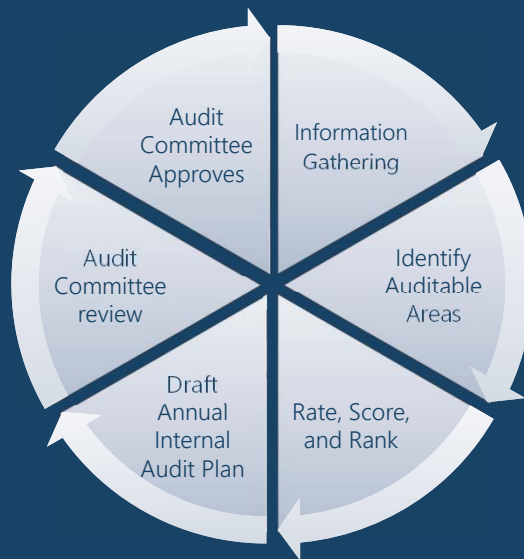 Information
Gathering
Identify
Auditable
Areas
Rate, Score,
and Rank
Draft
Annual
Internal
Audit Plan
Audit
Committee
review
Audit
Committee
Approves